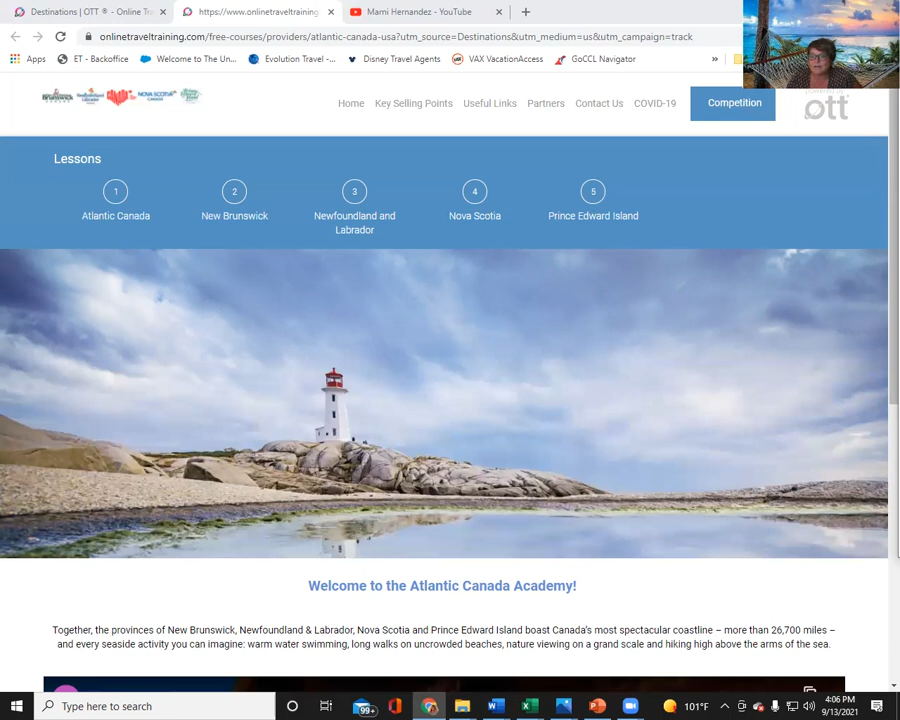 Destinations | OTT ® - Online Tra
https://www.onlinetraveltraining
Marni Hernandez - YouTube
onlinetraveltraining.com/free-courses/providers/atlantic-canada-usa?utm_source=Destinations&utm_medium=us&utm_campaign=track
Apps
ET - Backoffice
Welcome to The Un...
Evolution Travel -...
Disney Travel Agents
VAX VacationAccess
GoCCL Navigator
»
Home
Key Selling Points
Useful Links
Partners
Contact Us
COVID-19
Competition
ott
Lessons
1
2
3
4
5
Atlantic Canada
New Brunswick
Newfoundland and
Labrador
Nova Scotia
Prince Edward Island
Welcome to the Atlantic Canada Academy!
Together, the provinces of New Brunswick, Newfoundland & Labrador, Nova Scotia and Prince Edward Island boast Canada's most spectacular coastline – more than 26,700 miles –
and every seaside activity you can imagine: warm water swimming, long walks on uncrowded beaches, nature viewing on a grand scale and hiking high above the arms of the sea.
Type here to search
99+
101°F
4:06 PM
9/13/2021